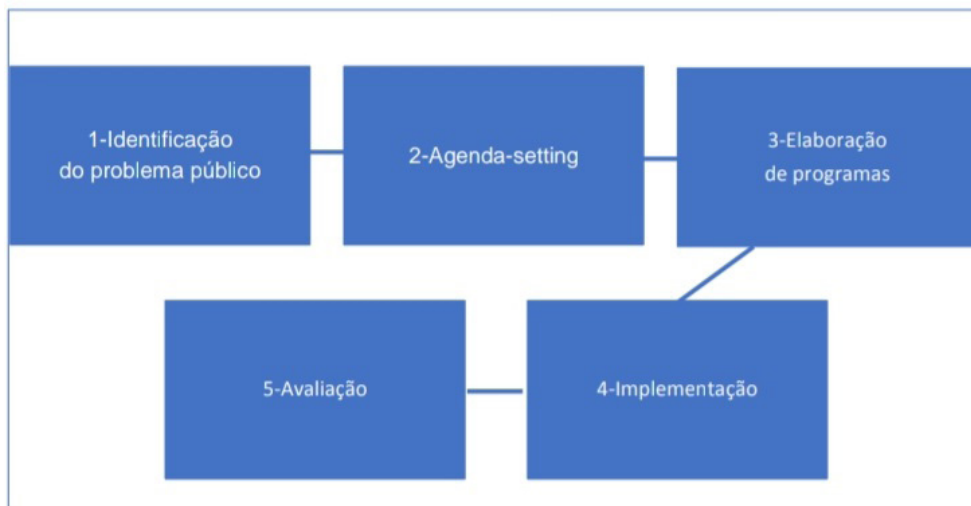 1-Identificação
do problema público
2-Agenda-setting
3-Elaboração
de programas
5-Avaliação
4-Implementação